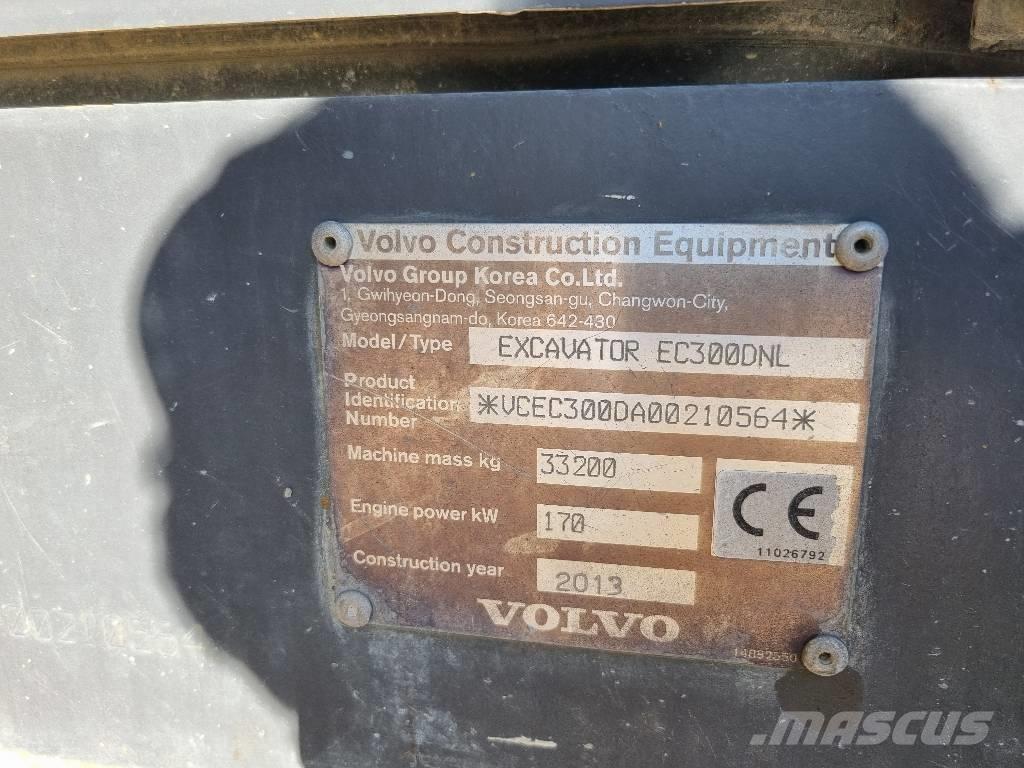 Volvo Construction Equipment
Volvo Group Korea Co.Ltd.
1, Gwihyeon-Dong, Seongsan-gu, Changwon-City,
Gyeongsangnam-do, Korea 642-430
Model/Type EXCAVATOR EC300DNL
Product
Identification *VCEC300DA00210564*
Number
Machine mass kg 33200
Engine power kW 170
CE
11026792
Construction year 2013
VOLVO
00210564
MASCUS